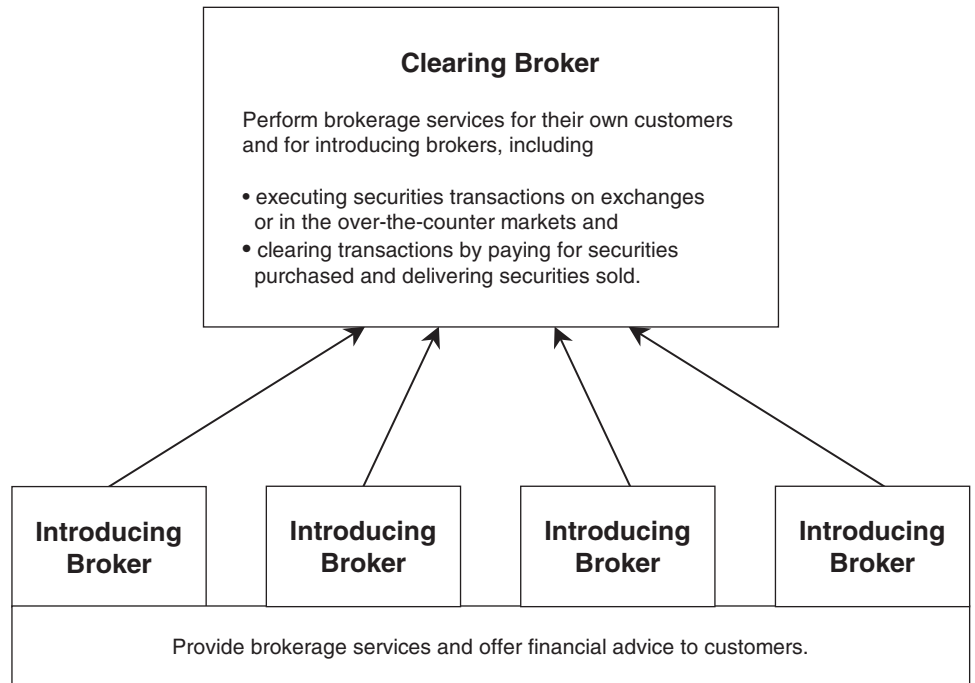 Clearing Broker
Perform brokerage services for their own customers
and for introducing brokers, including
• executing securities transactions on exchanges
or in the over-the-counter markets and
• clearing transactions by paying for securities
purchased and delivering securities sold.
Introducing
Broker
Introducing
Broker
Introducing
Broker
Introducing
Broker
Provide brokerage services and offer financial advice to customers.